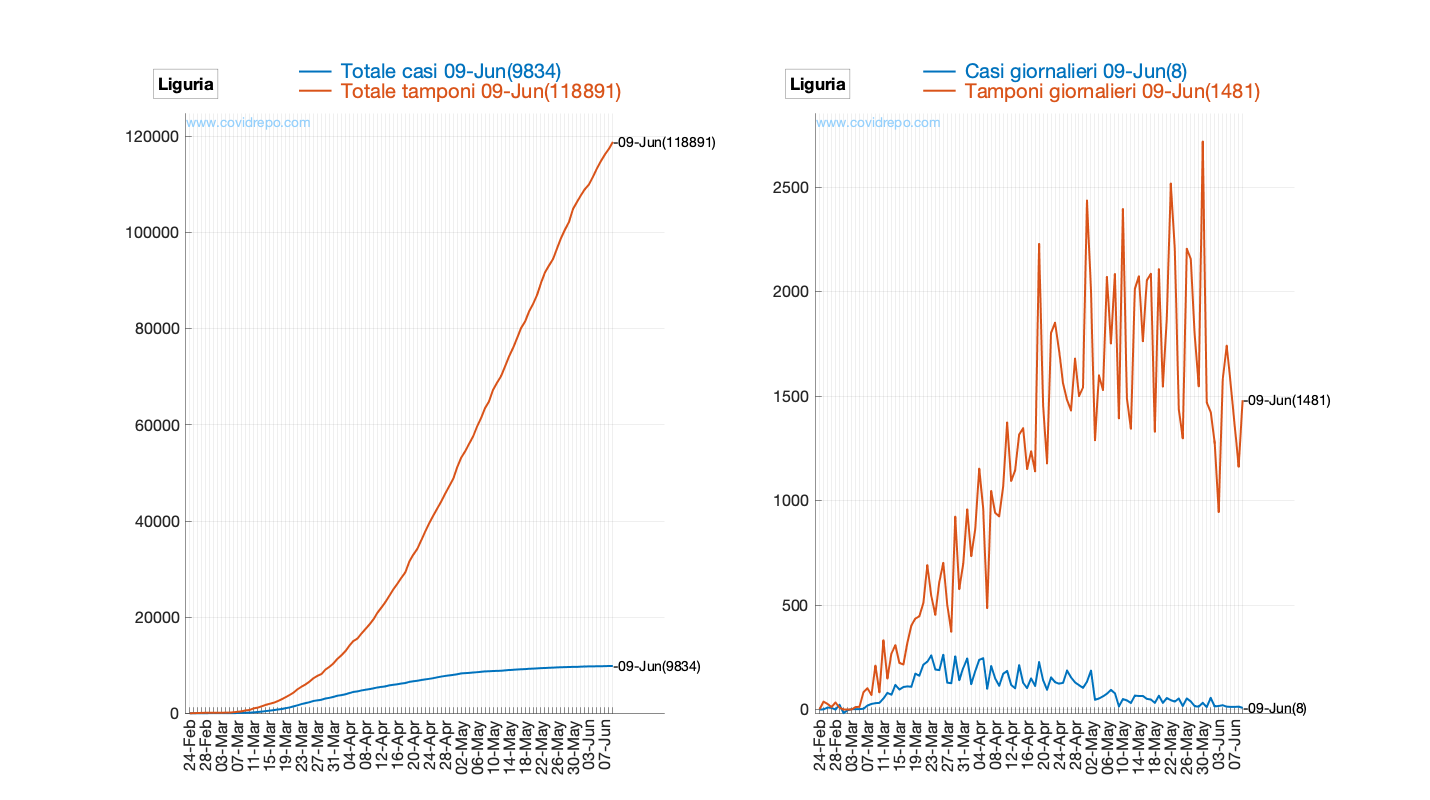 Liguria
Totale casi 09-Jun(9834)
Totale tamponi 09-Jun(118891)
www.covidrepo.com
120000
100000
80000
60000
40000
20000
0
-09-Jun(118891)
-09-Jun(9834)
24-Feb
28-Feb
03-Mar
07-Mar
11-Mar
15-Mar
19-Mar
23-Mar
27-Mar
31-Mar
04-Apr
08-Apr
12-Apr
16-Apr
20-Apr
24-Apr
28-Apr
02-May
06-May
10-May
14-May
18-May
22-May
26-May
30-May
03-Jun
07-Jun
Liguria
Casi giornalieri 09-Jun(8)
Tamponi giornalieri 09-Jun(1481)
www.covidrepo.com
2500
2000
1500
1000
500
0
-09-Jun(1481)
-09-Jun(8)
24-Feb
28-Feb
03-Mar
07-Mar
11-Mar
15-Mar
19-Mar
23-Mar
27-Mar
31-Mar
04-Apr
08-Apr
12-Apr
16-Apr
20-Apr
24-Apr
28-Apr
02-May
06-May
10-May
14-May
18-May
22-May
26-May
30-May
03-Jun
07-Jun